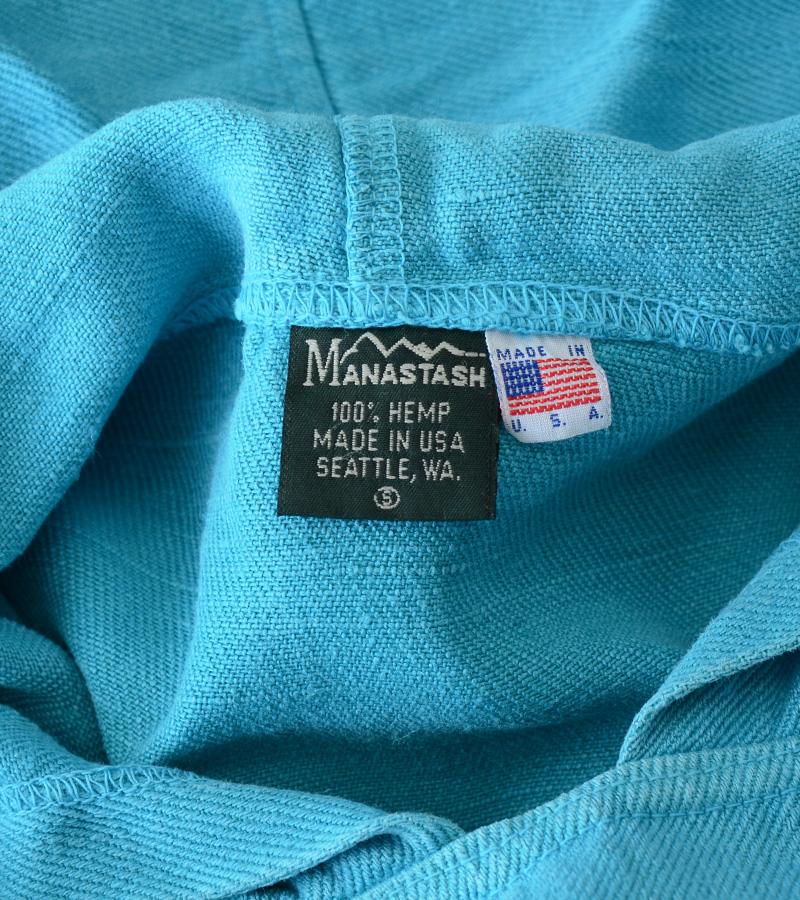 MANASTASH
100% HEMP
MADE IN USA
SEATTLE, WA.
S
MADE IN
U. S. A.